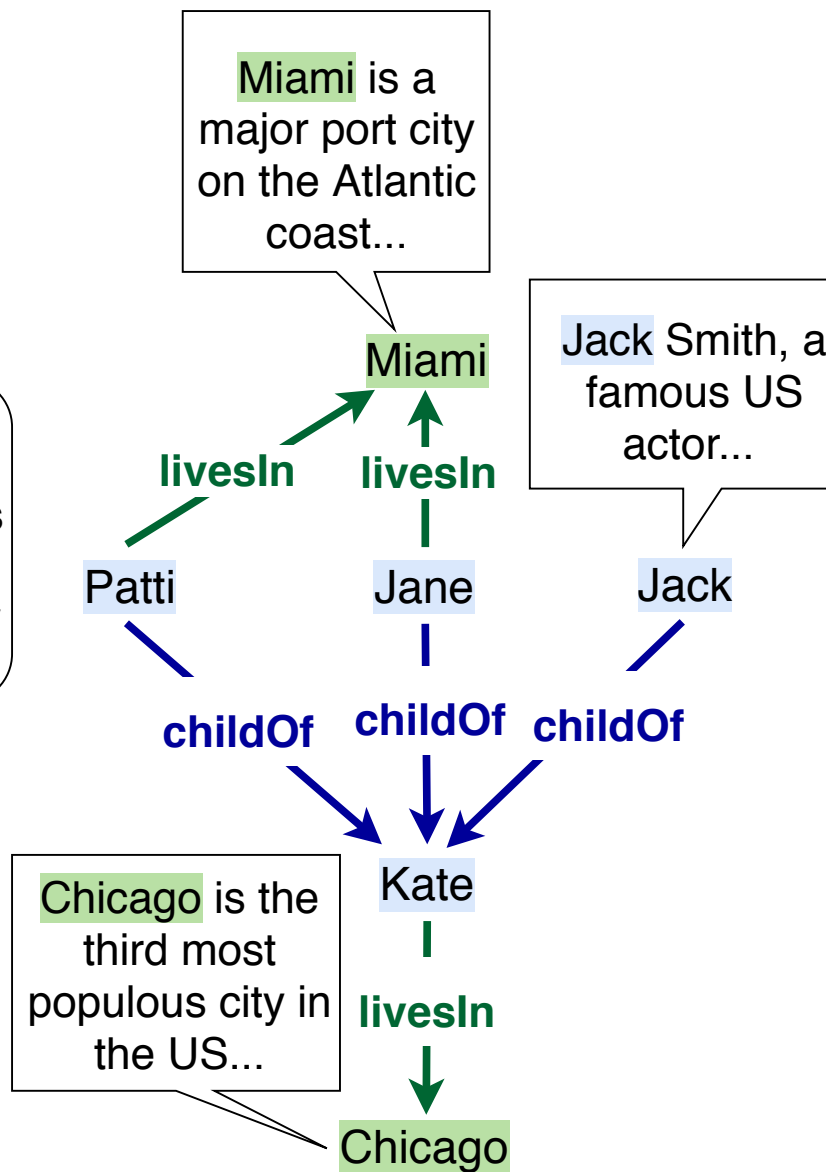 Miami is a
major port city
on the Atlantic
coast...
Jack Smith, a
famous US
actor...
Miami
livesIn livesIn
s
Patti Jane Jack
childOf childOf childOf
Kate
Chicago is the
third most
populous city in
the US...
livesIn
Chicago